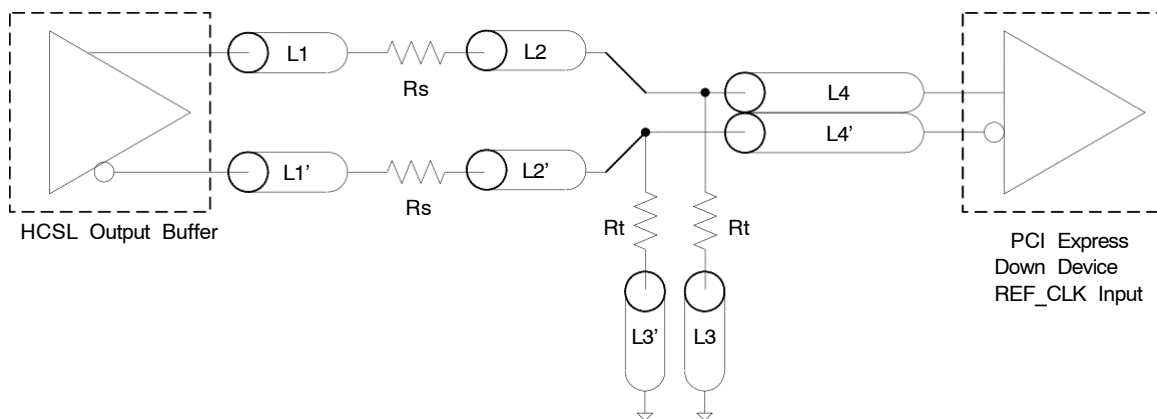 L1
Rs
L2
L4
L4’
L1’
Rs
L2’
HCSL Output Buffer
Rt
Rt
L3’
L3
PCI Express
Down Device
REF_CLK Input